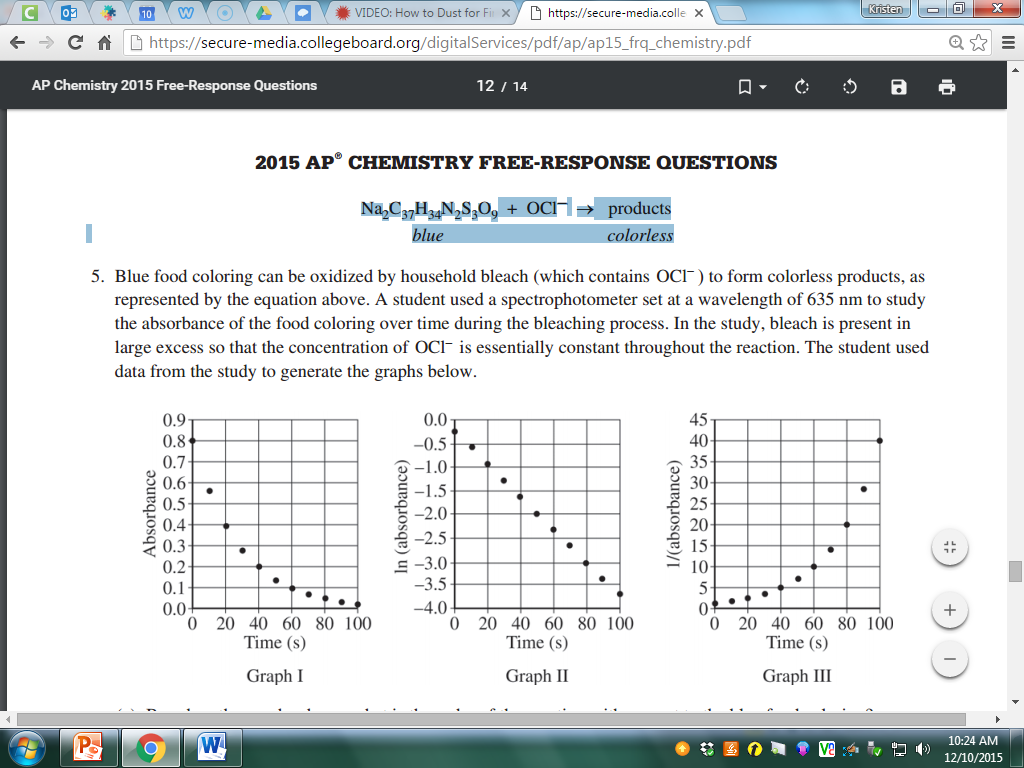 10
VIDEO: How to Dust for Fi
https://secure-media.colle
Kristen
https://secure-media.collegeboard.org/digitalServices/pdf/ap/ap15_frq_chemistry.pdf
AP Chemistry 2015 Free-Response Questions
12 / 14
2015 AP® CHEMISTRY FREE-RESPONSE QUESTIONS
Na₂C₃₇H₃₄N₂S₃O₉ + OCl⁻ → products
blue colorless
5. Blue food coloring can be oxidized by household bleach (which contains OCl⁻) to form colorless products, as
represented by the equation above. A student used a spectrophotometer set at a wavelength of 635 nm to study
the absorbance of the food coloring over time during the bleaching process. In the study, bleach is present in
large excess so that the concentration of OCl⁻ is essentially constant throughout the reaction. The student used
data from the study to generate the graphs below.
Absorbance
0.9
0.8
0.7
0.6
0.5
0.4
0.3
0.2
0.1
0.0
0 20 40 60 80 100
Time (s)
Graph I
ln (absorbance)
0.0
−0.5
−1.0
−1.5
−2.0
−2.5
−3.0
−3.5
−4.0
0 20 40 60 80 100
Time (s)
Graph II
1/(absorbance)
45
40
35
30
25
20
15
10
5
0
0 20 40 60 80 100
Time (s)
Graph III
10:24 AM
12/10/2015